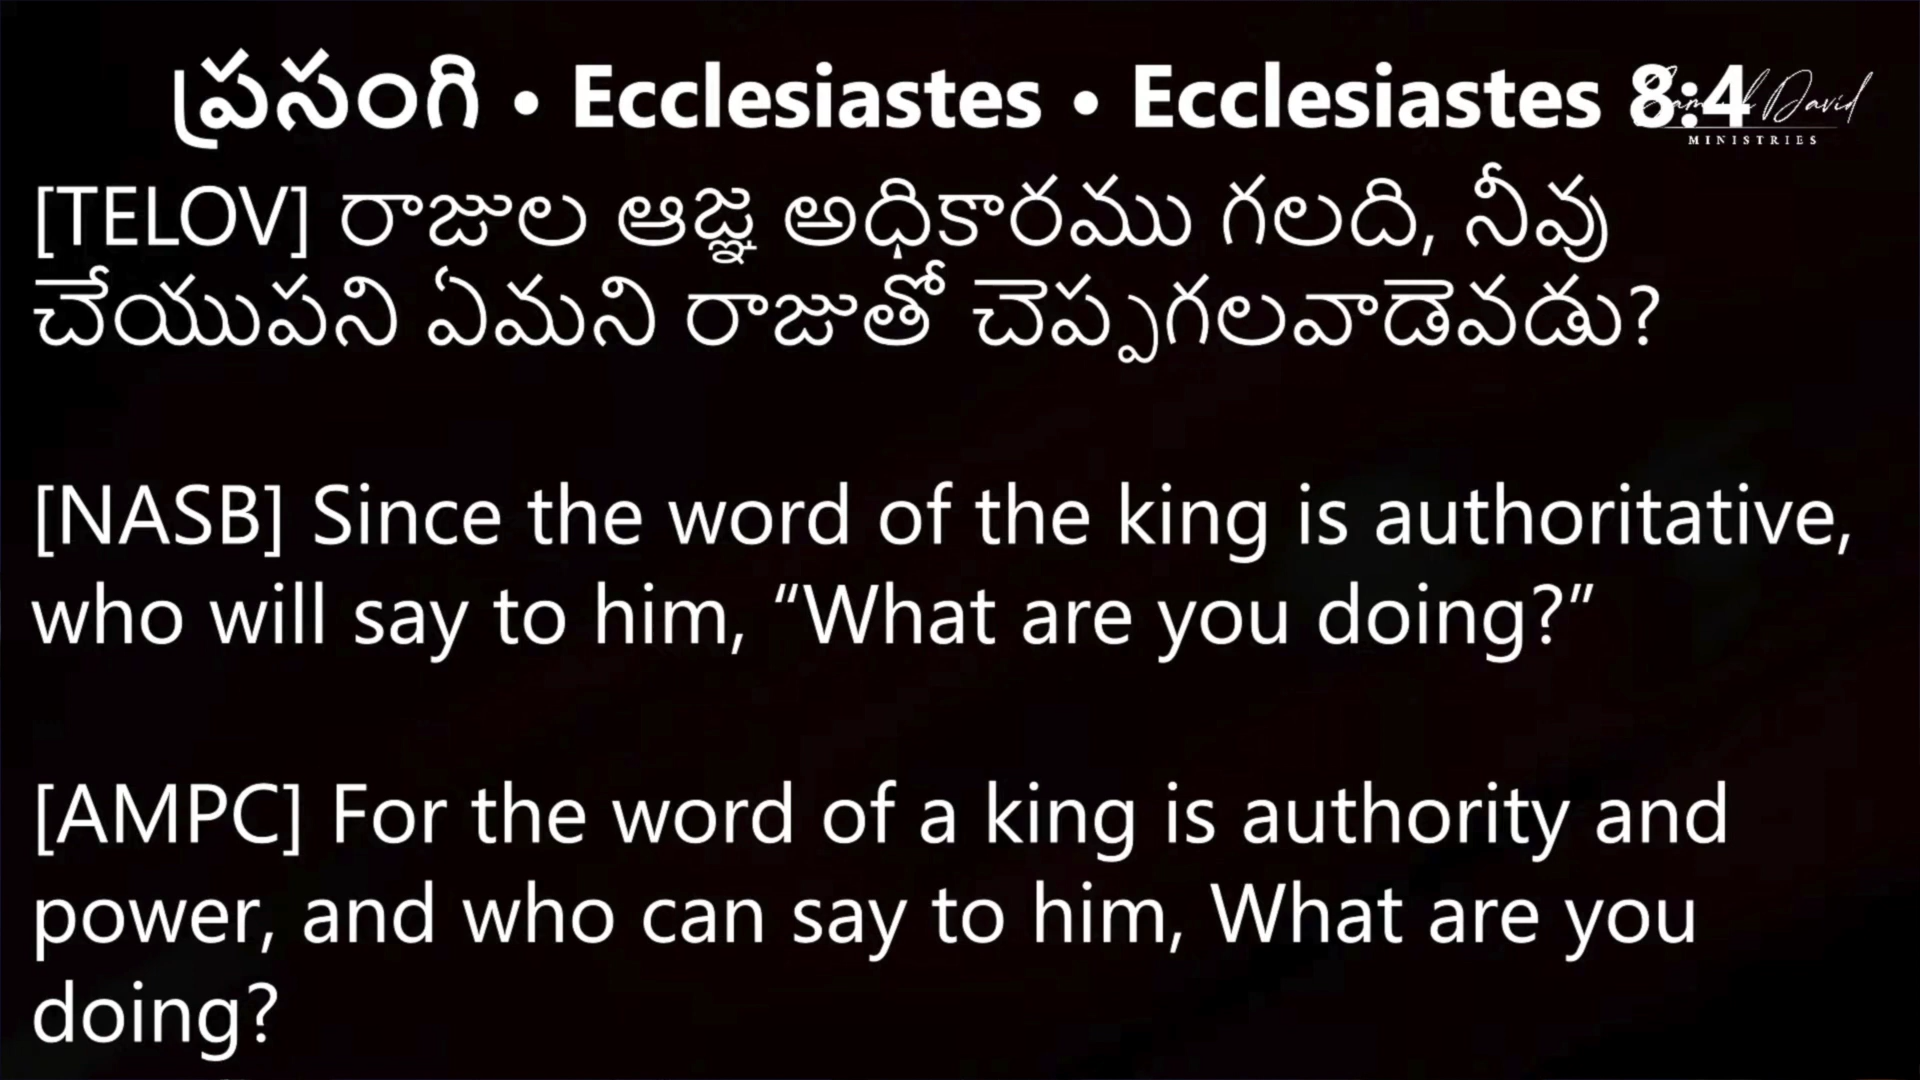 ప్రసంగి • Ecclesiastes • Ecclesiastes 8:4
David
MINISTRIES
[TELOV] రాజుల ఆజ్ఞ అధికారము గలది, నీవు
చేయుపని ఏమని రాజుతో చెప్పగలవాడెవడు?
[NASB] Since the word of the king is authoritative,
who will say to him, “What are you doing?”
[AMPC] For the word of a king is authority and
power, and who can say to him, What are you
doing?